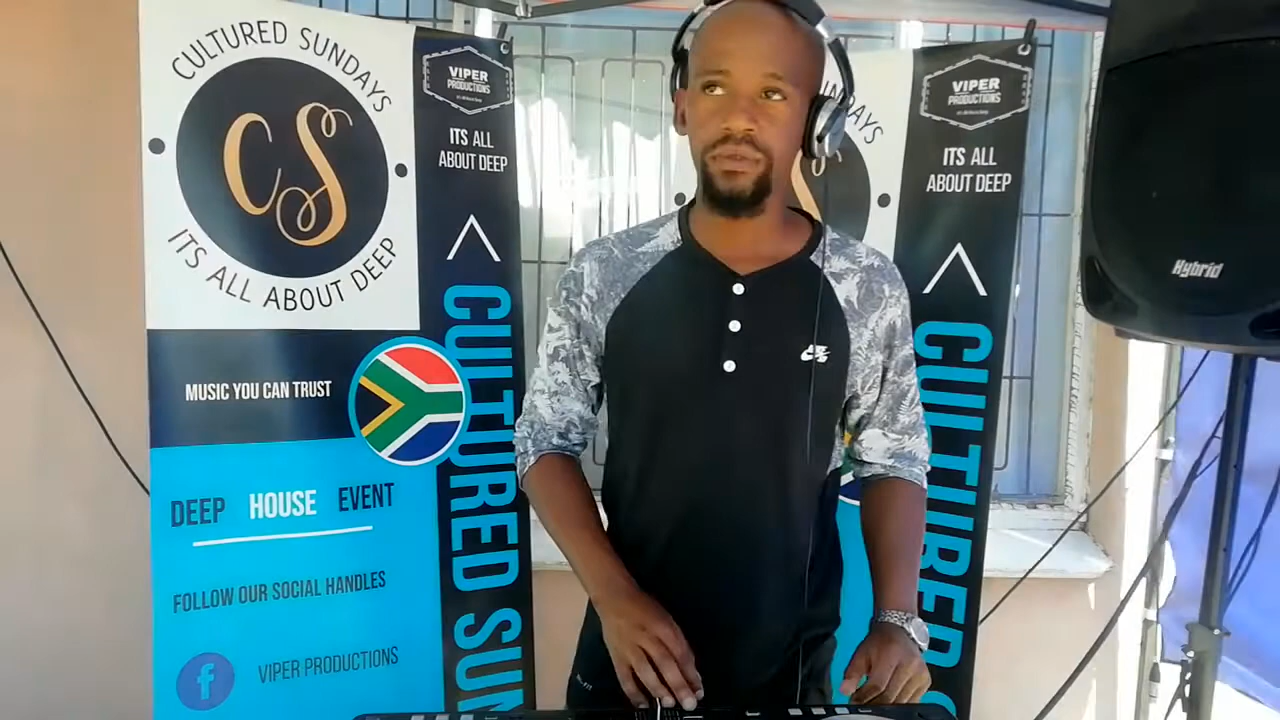 CULTURED SUNDAYS
CS
ITS ALL ABOUT DEEP
MUSIC YOU CAN TRUST
DEEP HOUSE EVENT
FOLLOW OUR SOCIAL HANDLES
f
VIPER PRODUCTIONS
VIPER
PRODUCTIONS
ITS ALL
ABOUT DEEP
CULTURED SUN
VIPER
PRODUCTIONS
ITS ALL
ABOUT DEEP
CULTURED S
Hybrid